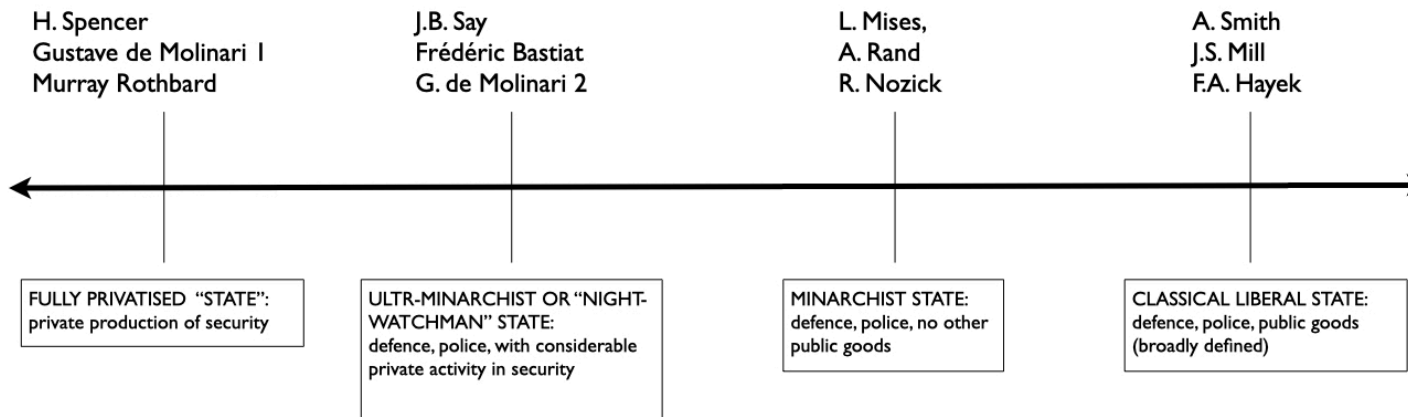 H. Spencer
Gustave de Molinari 1
Murray Rothbard
J.B. Say
Frédéric Bastiat
G. de Molinari 2
L. Mises,
A. Rand
R. Nozick
A. Smith
J.S. Mill
F.A. Hayek
FULLY PRIVATISED “STATE”:
private production of security
ULTR-MINARCHIST OR “NIGHT-
WATCHMAN” STATE:
defence, police, with considerable
private activity in security
MINARCHIST STATE:
defence, police, no other
public goods
CLASSICAL LIBERAL STATE:
defence, police, public goods
(broadly defined)